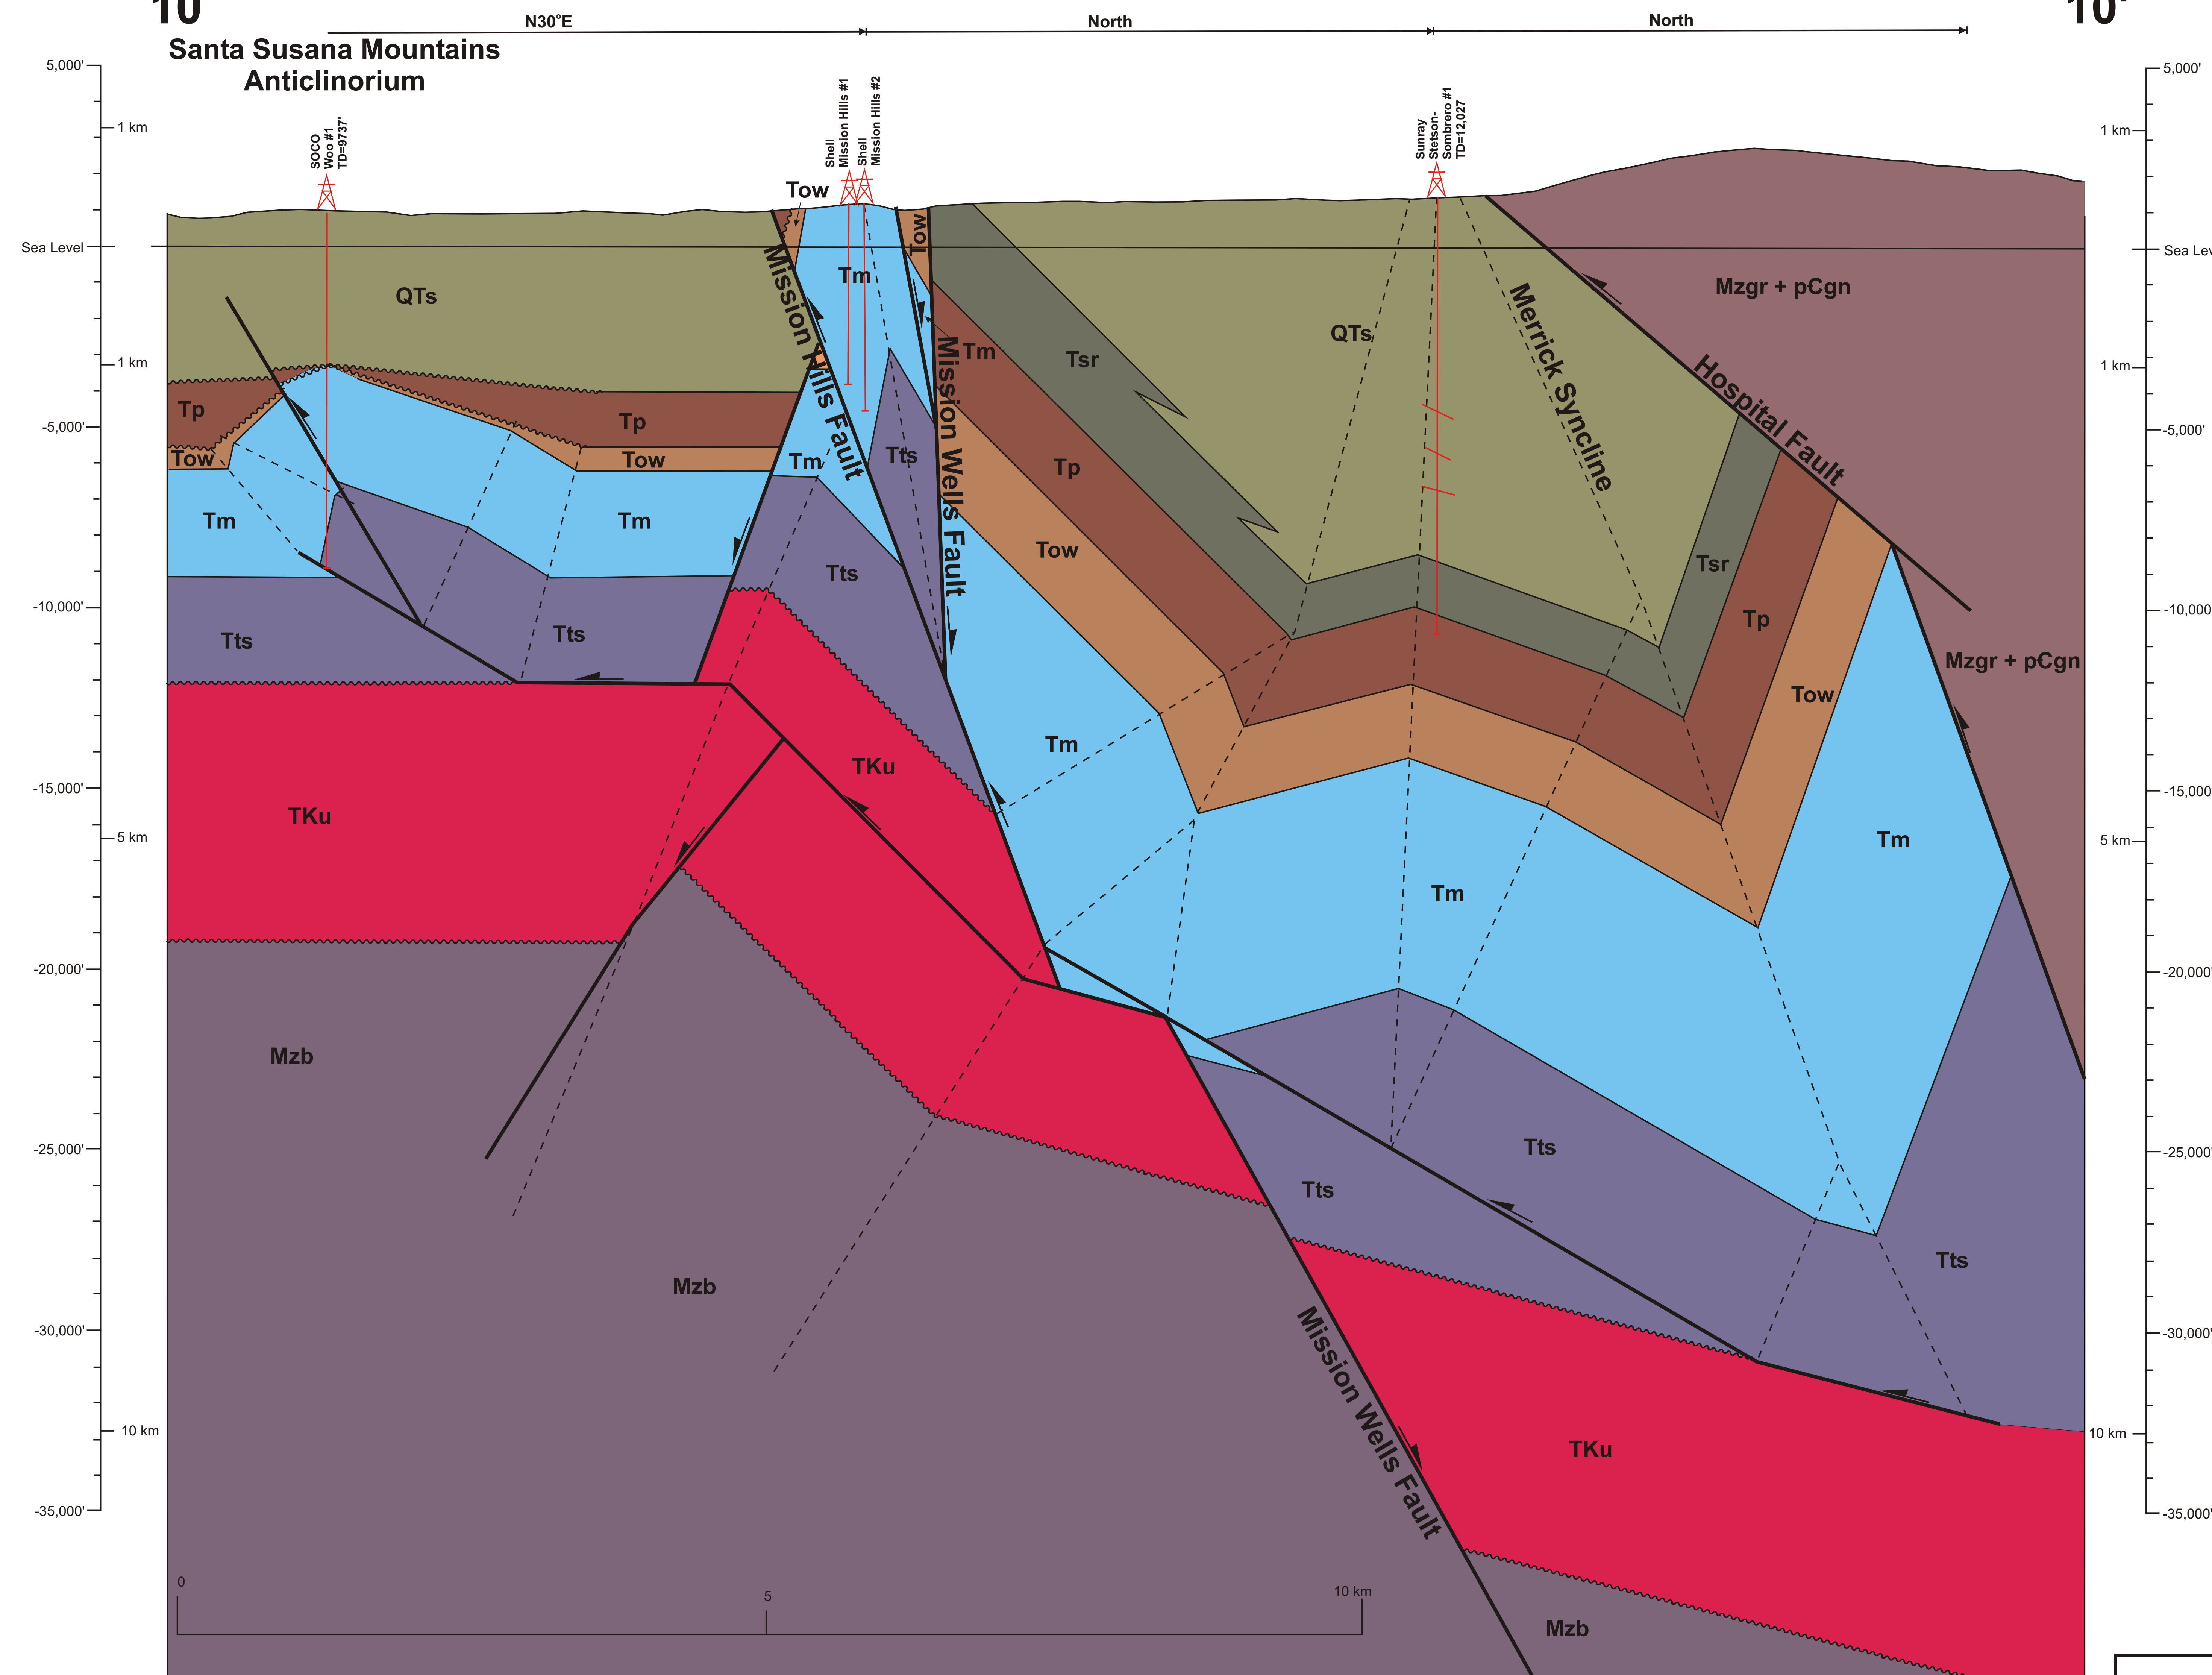 10
10'
N30°E
North
North
Santa Susana Mountains
Anticlinorium
5,000'
1 km
Sea Level
1 km
-5,000'
-10,000'
-15,000'
5 km
-20,000'
-25,000'
-30,000'
10 km
-35,000'
SOCO
Woo #1
TD=9737'
Shell
Mission Hills #1
Shell
Mission Hills #2
Sunray
Stetson-
Sombrero #1
TD=12,027
Tow
Tow
QTs
Tm
Mission Hills Fault
Mission Wells Fault
Tm
Tsr
QTs
Merrick Syncline
Hospital Fault
Mzgr + pЄgn
Tp
Tow
Tp
Tow
Tm
Tm
Tm
Tts
Tp
Tow
Tts
Tts
Tts
Tsr
Tp
Tow
Mzgr + pЄgn
Tm
Tm
Tm
TKu
TKu
Mzb
Mzb
Tts
Tts
Tts
Mission Wells Fault
TKu
Mzb
0
5
10 km
5,000'
1 km
Sea Lev
1 km
-5,000'
-10,000
-15,000
5 km
-20,000
-25,000
-30,000'
10 km
-35,000'